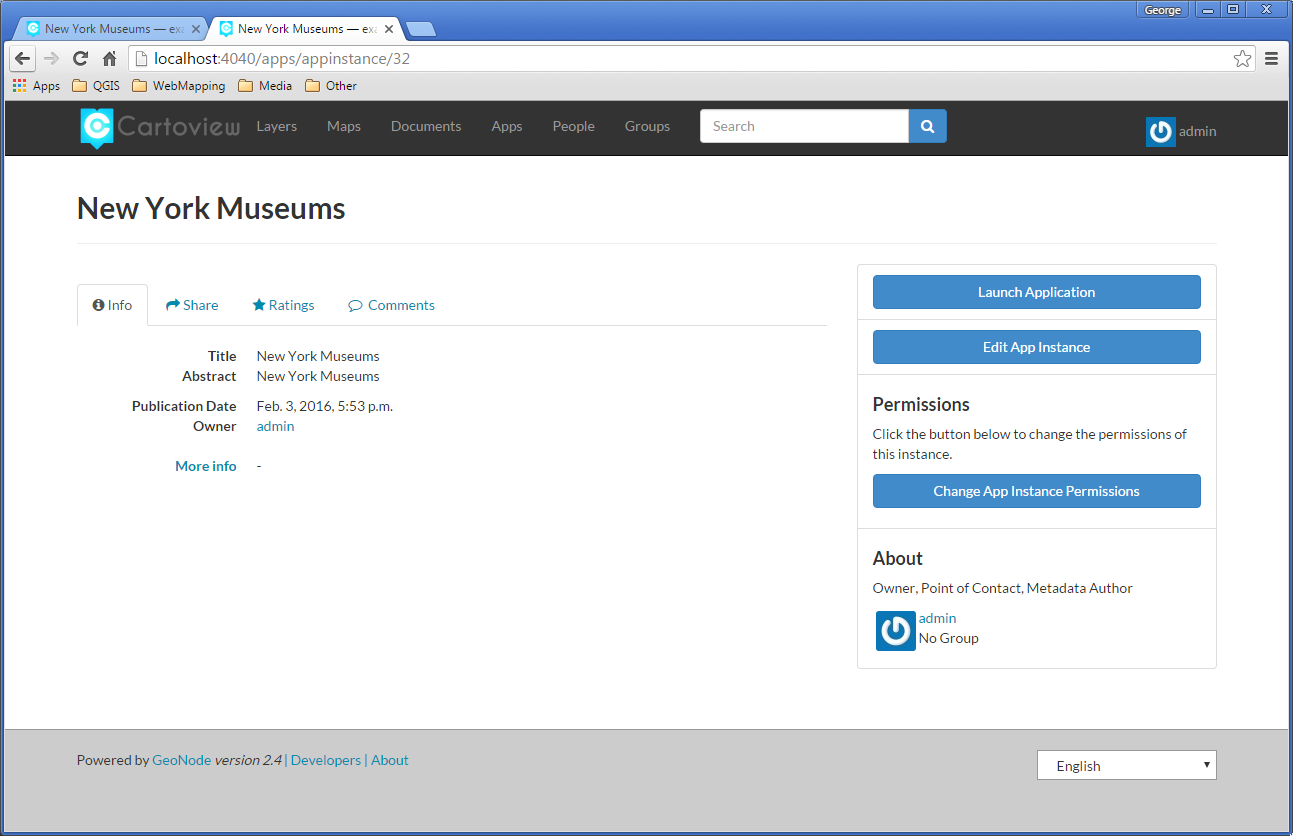 George
New York Museums — exa
New York Museums — exa
localhost:4040/apps/appinstance/32
Apps QGIS WebMapping Media Other
Cartoview Layers Maps Documents Apps People Groups Search admin
New York Museums
Info Share Ratings Comments
Title New York Museums
Abstract New York Museums
Publication Date Feb. 3, 2016, 5:53 p.m.
Owner admin
More info -
Launch Application
Edit App Instance
Permissions
Click the button below to change the permissions of
this instance.
Change App Instance Permissions
About
Owner, Point of Contact, Metadata Author
admin
No Group
Powered by GeoNode version 2.4 | Developers | About
English